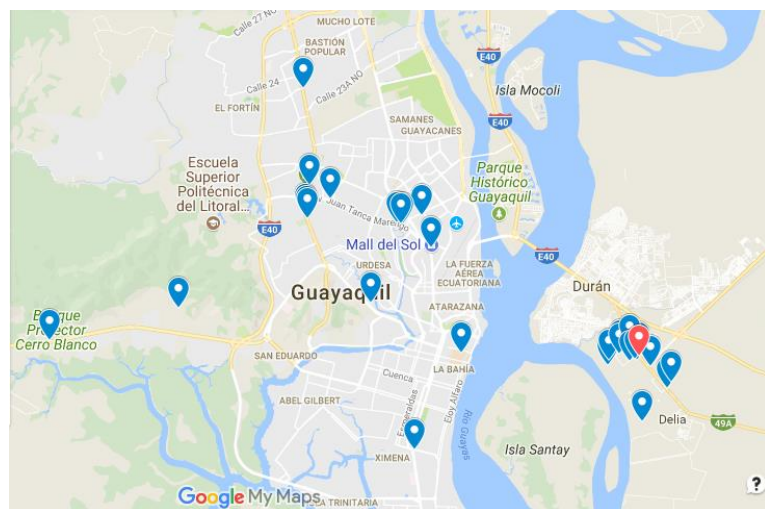 Calle 27 NO
MUCHO LOTE
BASTIÓN
POPULAR
Calle 24
Calle 23A NO
E40
Isla Mocoli
EL FORTÍN
SAMANES
GUAYACANES
E40
Escuela
Superior
Politécnica
del Litoral...
Parque
Histórico
Guayaquil
Juan Tanca Marengo
E40
Mall del Sol
E40
URDESA
LA FUERZA
AÉREA
ECUATORIANA
Durán
Guayaquil
ATARAZANA
Bosque
Protector
Cerro Blanco
SAN EDUARDO
LA BAHÍA
Cuenca
ABEL GILBERT
Esmeraldas
Eloy Alfaro
Río Guayas
Delia
49A
XIMENA
Isla Santay
Google My Maps
LA TRINITARIA
?